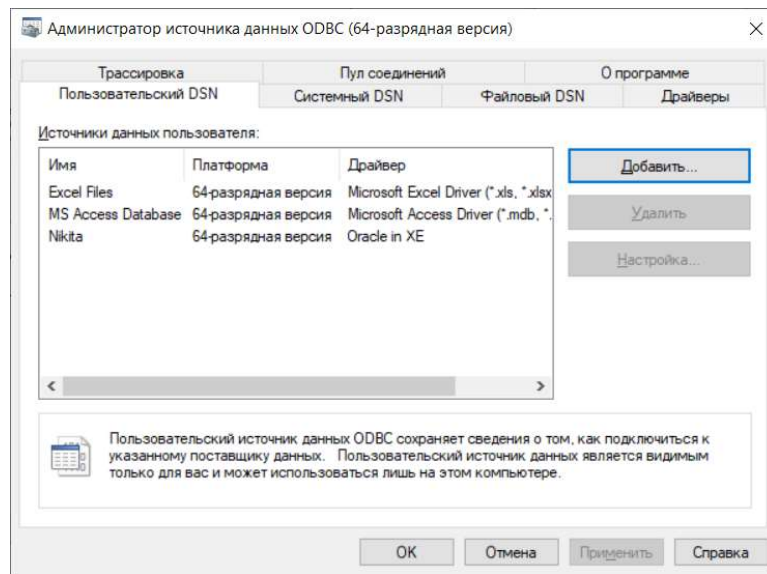 Администратор источника данных ODBC (64-разрядная версия)
Трассировка Пул соединений О программе
Пользовательский DSN Системный DSN Файловый DSN Драйверы
Источники данных пользователя:
Имя Платформа Драйвер
Excel Files 64-разрядная версия Microsoft Excel Driver (*.xls, *.xlsx
MS Access Database 64-разрядная версия Microsoft Access Driver (*.mdb, *.
Nikita 64-разрядная версия Oracle in XE
Добавить...
Удалить
Настройка...
Пользовательский источник данных ODBC сохраняет сведения о том, как подключиться к
указанному поставщику данных. Пользовательский источник данных является видимым
только для вас и может использоваться лишь на этом компьютере.
OK Отмена Применить Справка